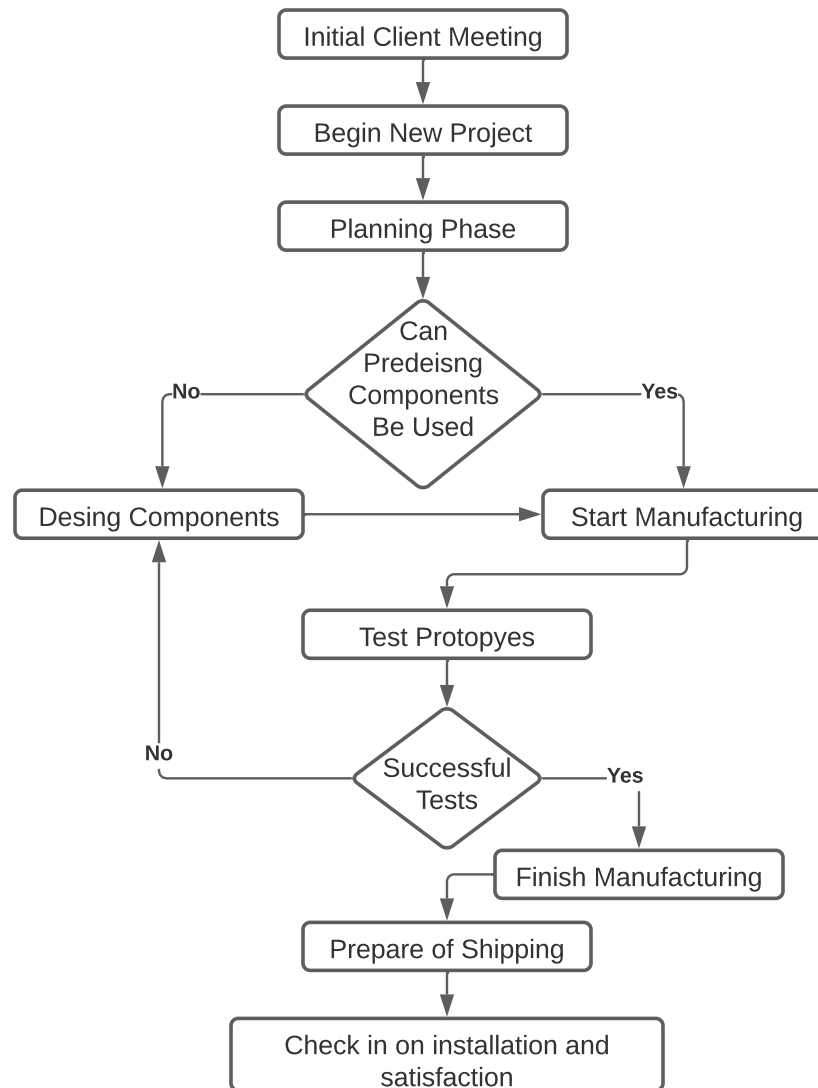 Initial Client Meeting
Begin New Project
Planning Phase
Can
Predeisng
Components
Be Used
No
Yes
Desing Components
Start Manufacturing
Test Protopyes
Successful
Tests
No
Yes
Finish Manufacturing
Prepare of Shipping
Check in on installation and
satisfaction